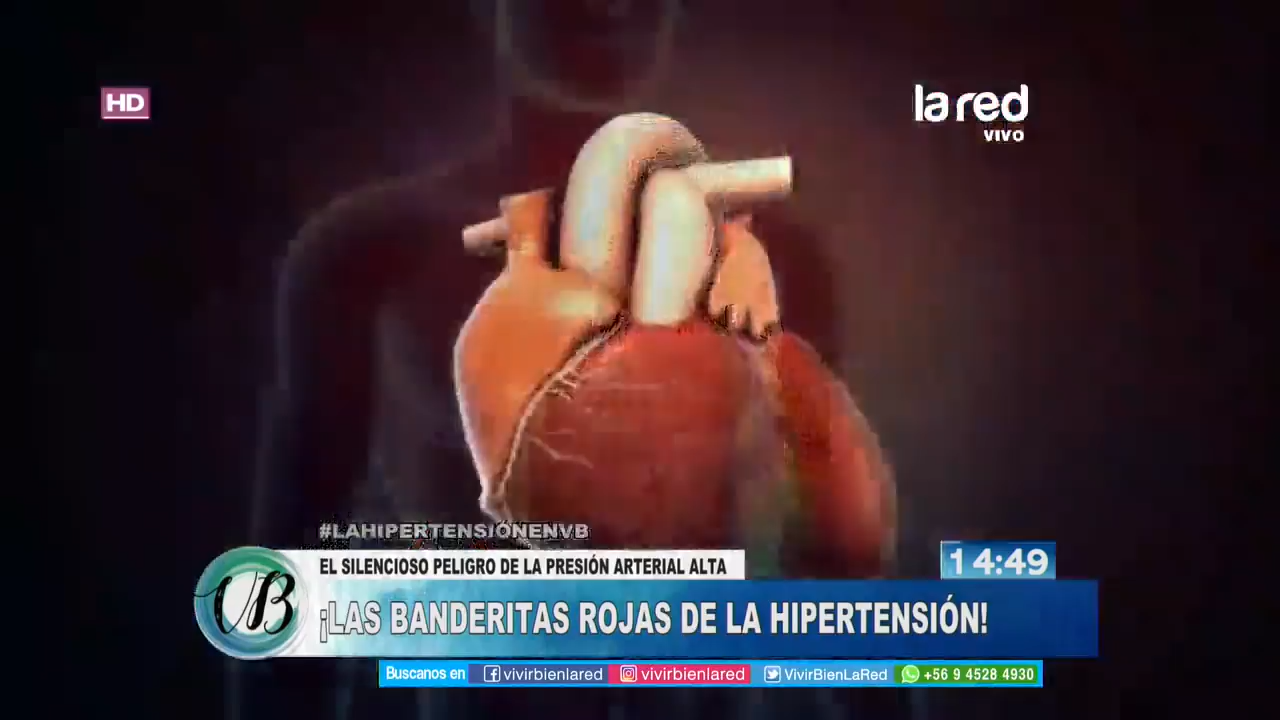 HD
la red
VIVO
#LAHIPERTENSIÓNENVB
EL SILENCIOSO PELIGRO DE LA PRESIÓN ARTERIAL ALTA
14:49
VB
¡LAS BANDERITAS ROJAS DE LA HIPERTENSIÓN!
Buscanos en vivirbienlared vivirbienlared VivirBienLaRed +56 9 4528 4930